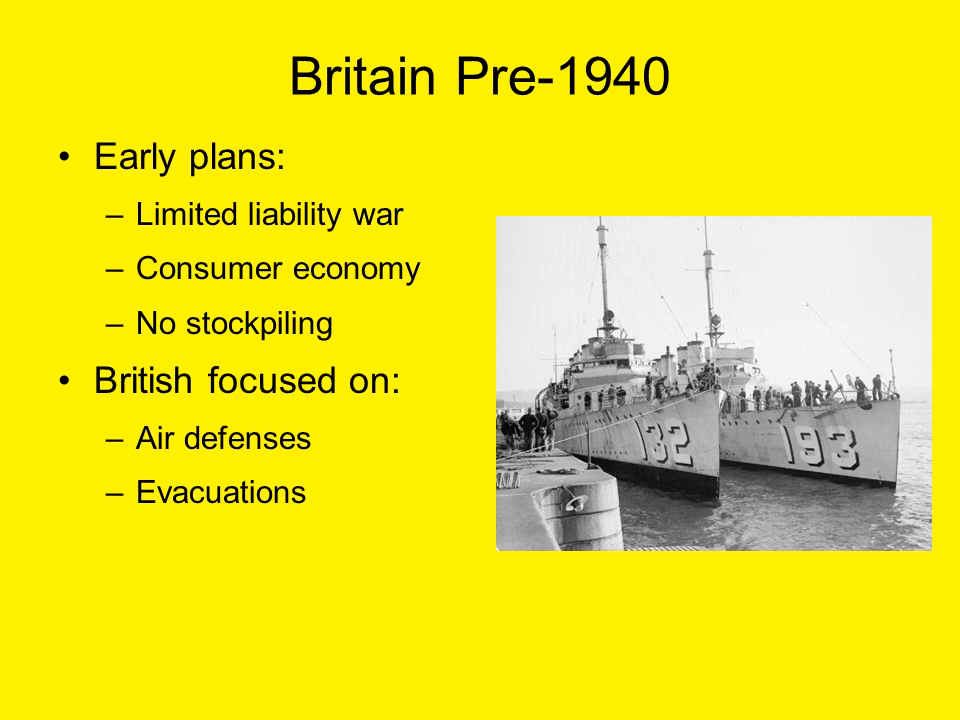 Britain Pre-1940
• Early plans:
– Limited liability war
– Consumer economy
– No stockpiling
• British focused on:
– Air defenses
– Evacuations
132
193